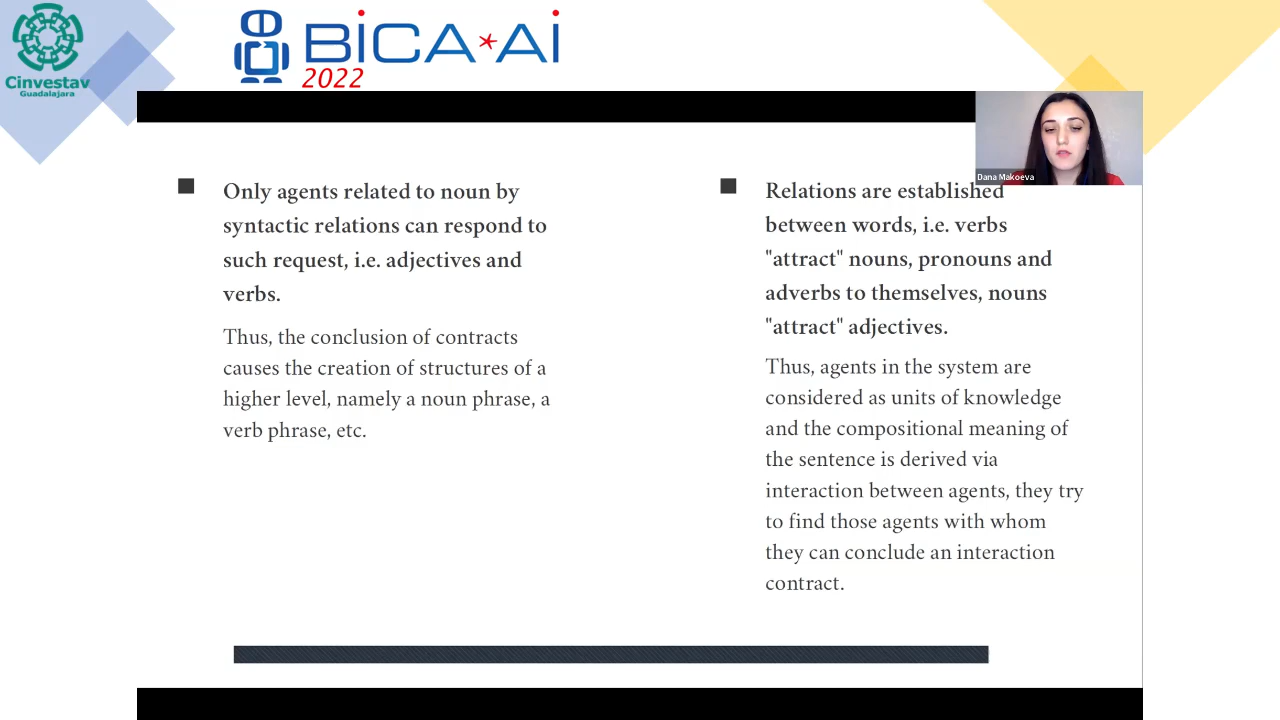 Cinvestav
Guadalajara
BiCA*Ai
2022
Dana Makoeva
Only agents related to noun by
syntactic relations can respond to
such request, i.e. adjectives and
verbs.
Thus, the conclusion of contracts
causes the creation of structures of a
higher level, namely a noun phrase, a
verb phrase, etc.
Relations are established
between words, i.e. verbs
"attract" nouns, pronouns and
adverbs to themselves, nouns
"attract" adjectives.
Thus, agents in the system are
considered as units of knowledge
and the compositional meaning of
the sentence is derived via
interaction between agents, they try
to find those agents with whom
they can conclude an interaction
contract.